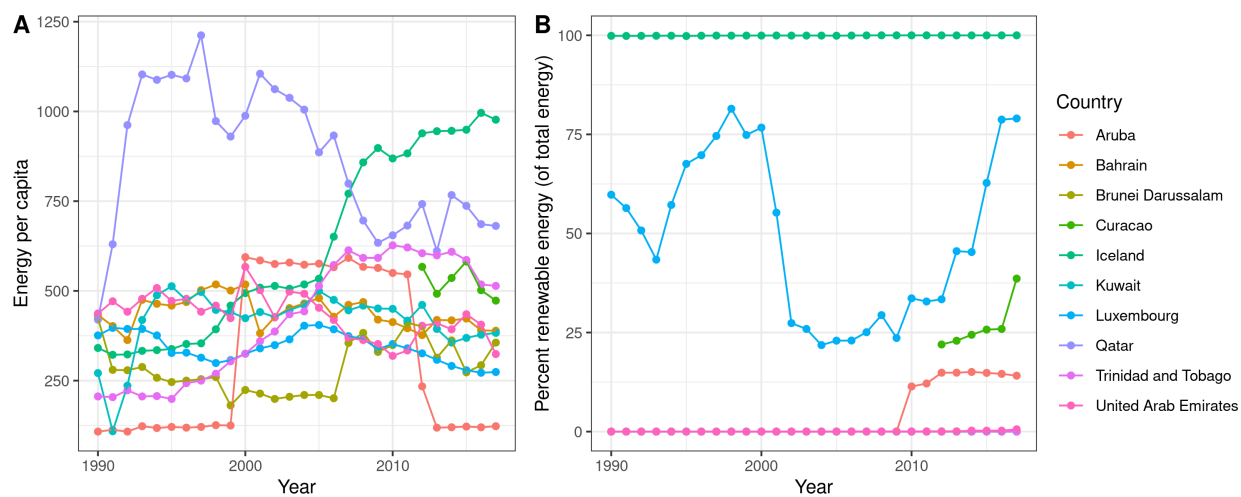 A
Energy per capita
1250
1000
750
500
250
1990
2000
2010
Year
B
Percent renewable energy (of total energy)
100
75
50
25
0
1990
2000
2010
Year
Country
Aruba
Bahrain
Brunei Darussalam
Curacao
Iceland
Kuwait
Luxembourg
Qatar
Trinidad and Tobago
United Arab Emirates